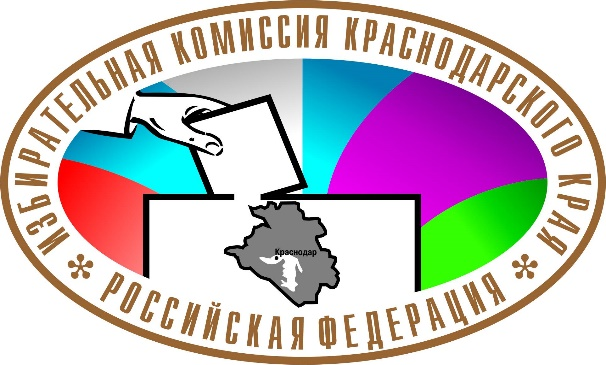 ИЗБИРАТЕЛЬНАЯ КОМИССИЯ КРАСНОДАРСКОГО КРАЯ
Краснодар
* РОССИЙСКАЯ ФЕДЕРАЦИЯ *